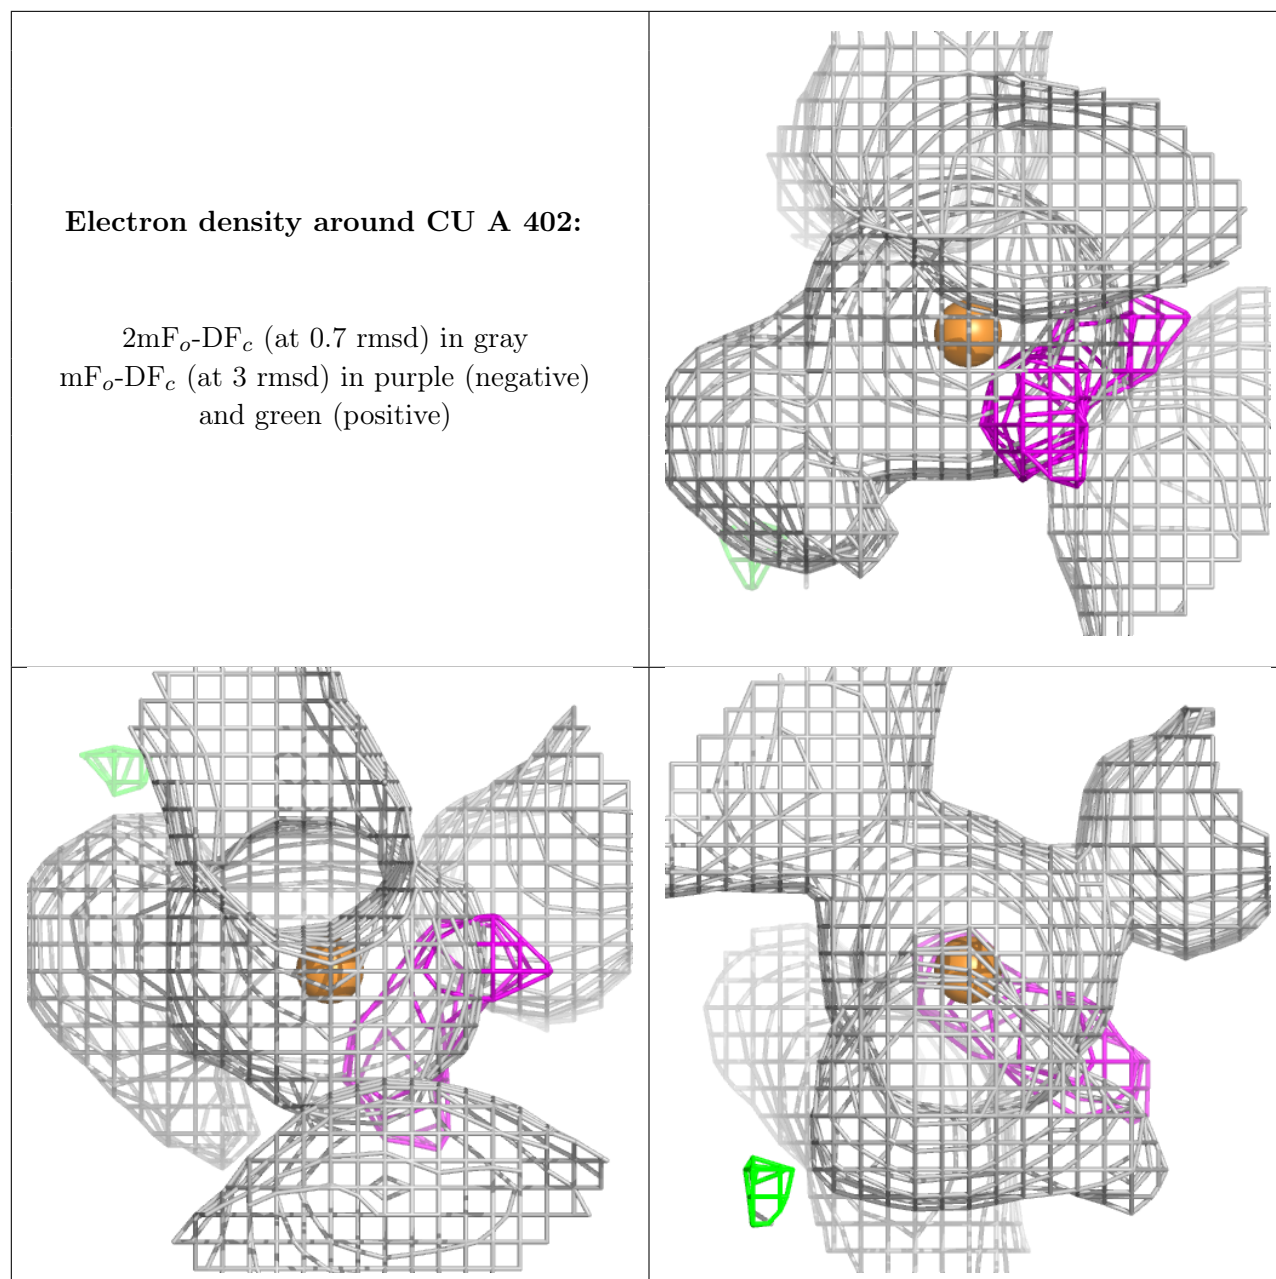 Electron density around CU A 402:
2mFo-DFc (at 0.7 rmsd) in gray
mFo-DFc (at 3 rmsd) in purple (negative)
and green (positive)